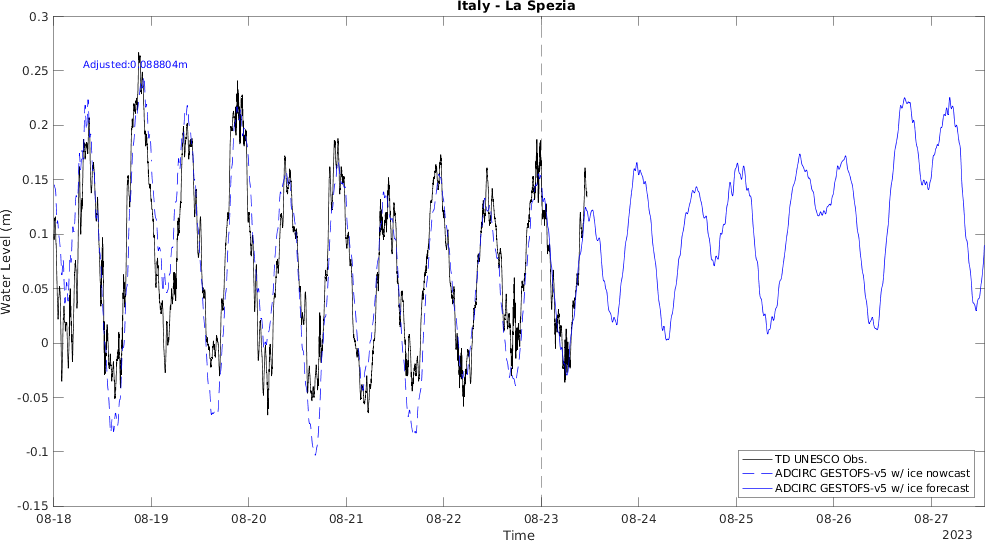 Italy - La Spezia
0.3
0.25
0.2
0.15
0.1
0.05
0
-0.05
-0.1
-0.15
Water Level (m)
Adjusted:0.088804m
TD UNESCO Obs.
ADCIRC GESTOFS-v5 w/ ice nowcast
ADCIRC GESTOFS-v5 w/ ice forecast
08-18 08-19 08-20 08-21 08-22 08-23 08-24 08-25 08-26 08-27
Time
2023